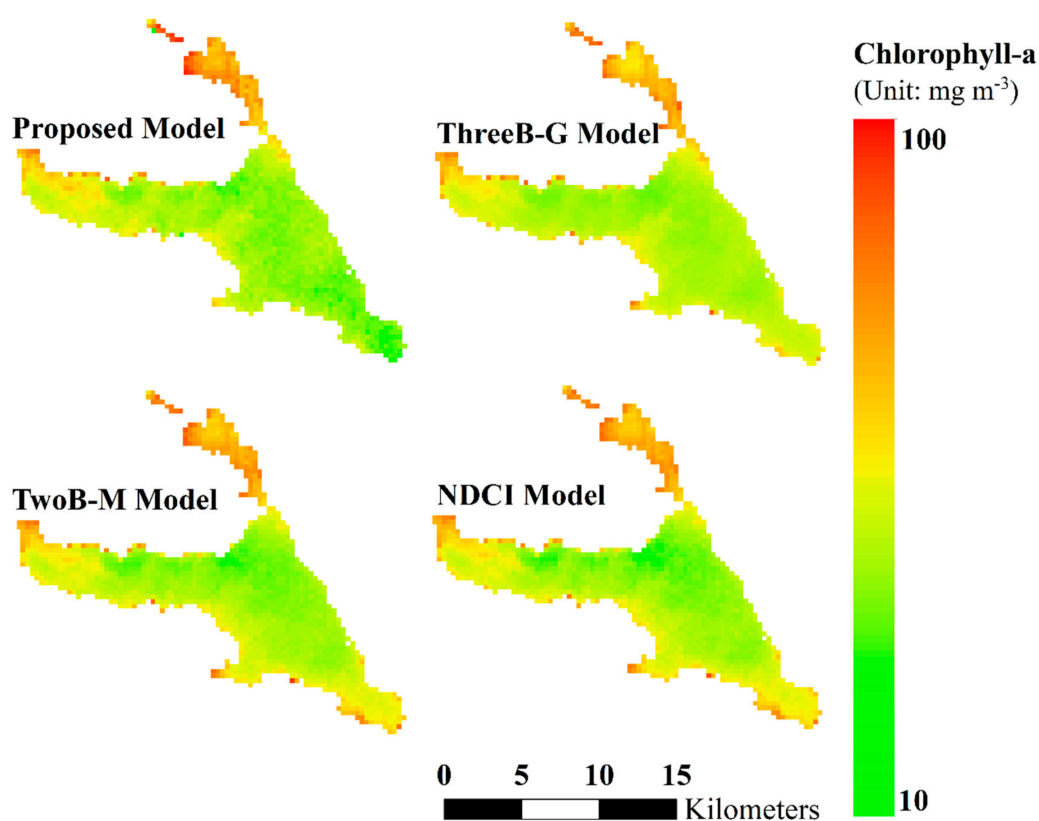 Chlorophyll-a
(Unit: mg m⁻³)
100
Proposed Model
ThreeB-G Model
TwoB-M Model
NDCI Model
0 5 10 15
Kilometers
10